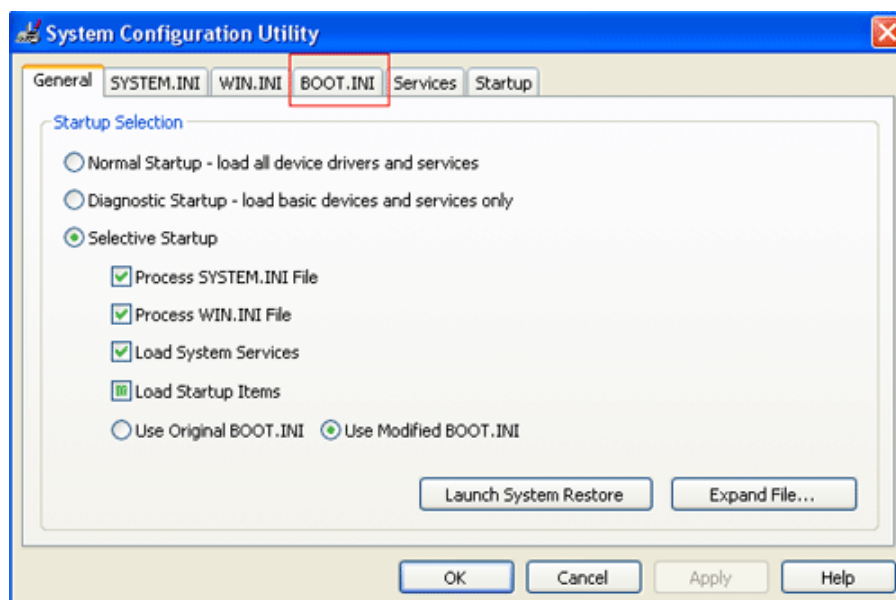 System Configuration Utility
General SYSTEM.INI WIN.INI BOOT.INI Services Startup
Startup Selection
Normal Startup - load all device drivers and services
Diagnostic Startup - load basic devices and services only
Selective Startup
Process SYSTEM.INI File
Process WIN.INI File
Load System Services
Load Startup Items
Use Original BOOT.INI Use Modified BOOT.INI
Launch System Restore Expand File...
OK Cancel Apply Help